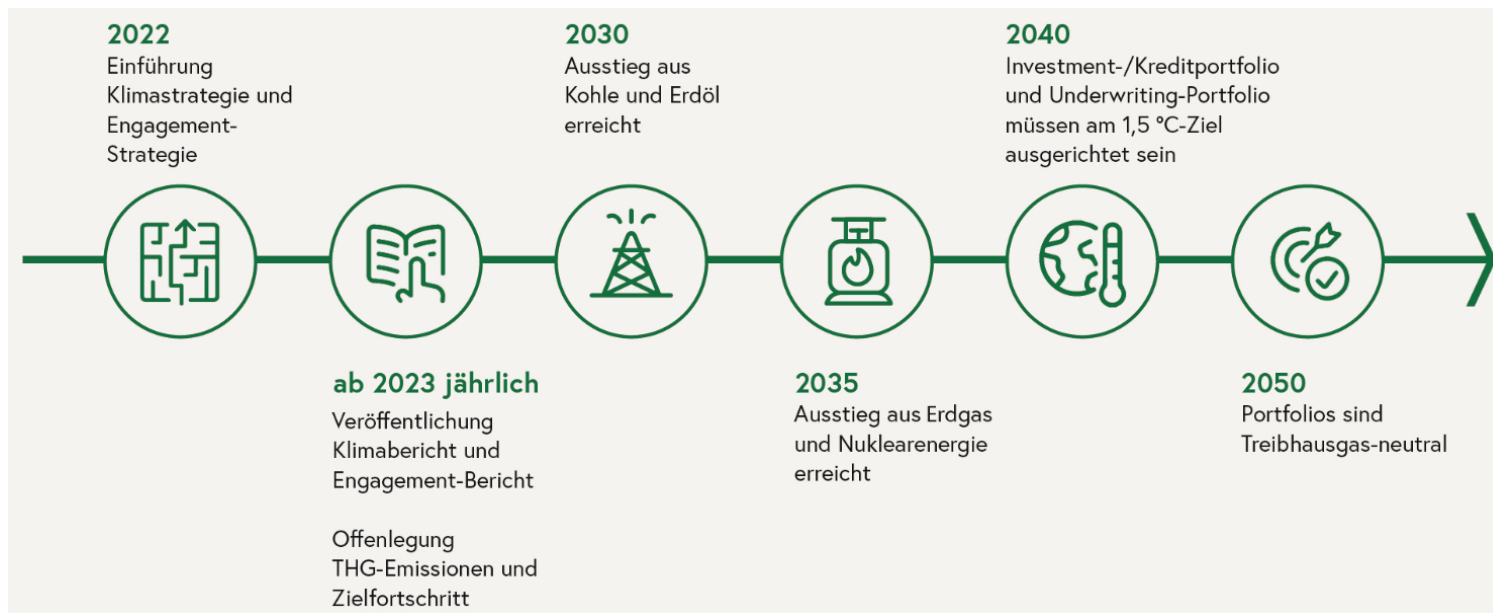 2022
Einführung
Klimastrategie und
Engagement-
Strategie
ab 2023 jährlich
Veröffentlichung
Klimabericht und
Engagement-Bericht
Offenlegung
THG-Emissionen und
Zielfortschritt
2030
Ausstieg aus
Kohle und Erdöl
erreicht
2035
Ausstieg aus Erdgas
und Nuklearenergie
erreicht
2040
Investment-/Kreditportfolio
und Underwriting-Portfolio
müssen am 1,5 °C-Ziel
ausgerichtet sein
2050
Portfolios sind
Treibhausgas-neutral